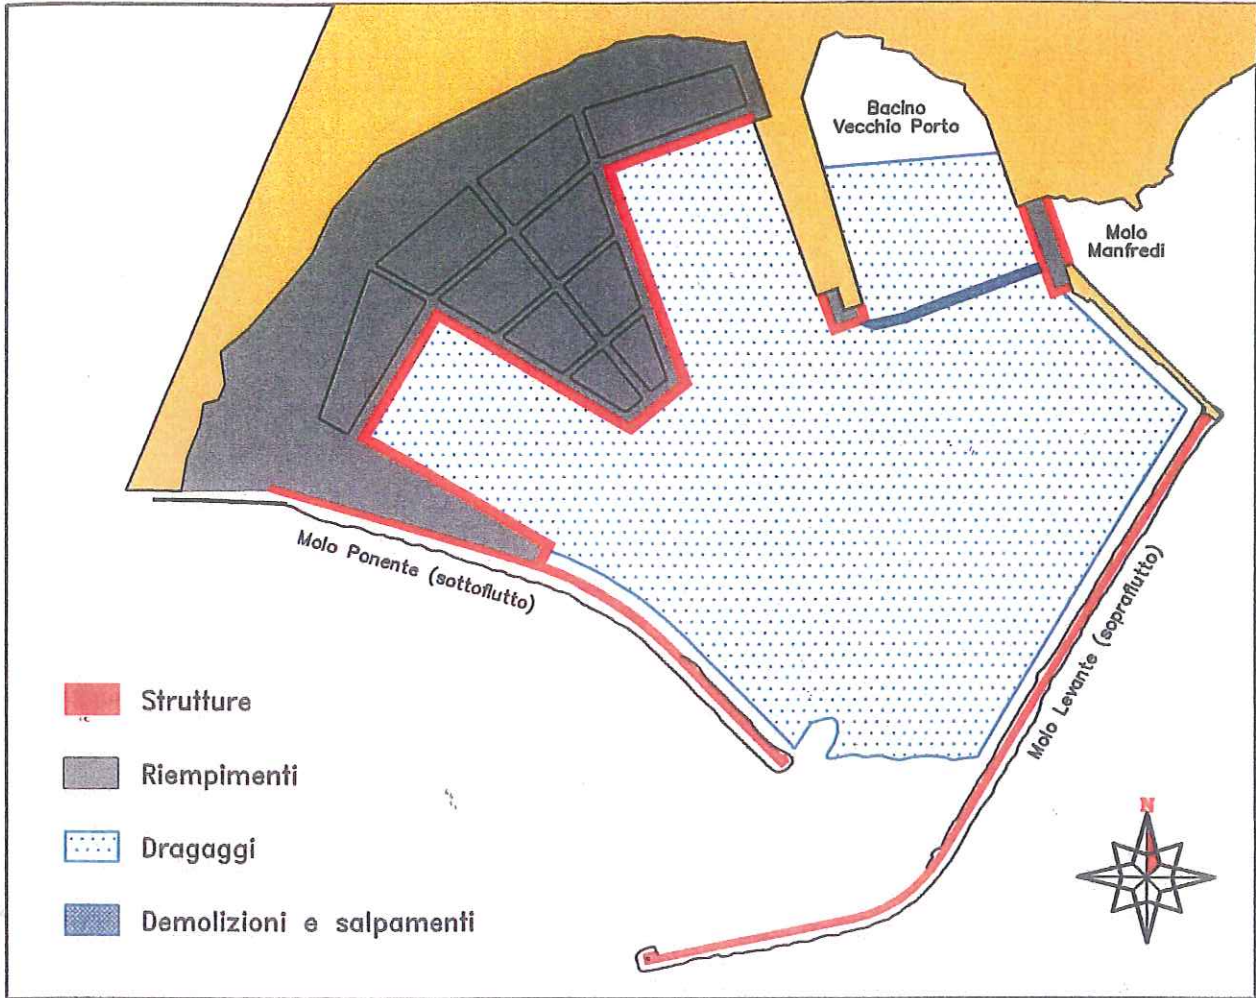 Bacino
Vecchio Porto
Molo
Manfredi
Molo Ponente (sottoflutto)
Molo Levante (sopraflutto)
Strutture
Riempimenti
Dragaggi
Demolizioni e salpamenti
N